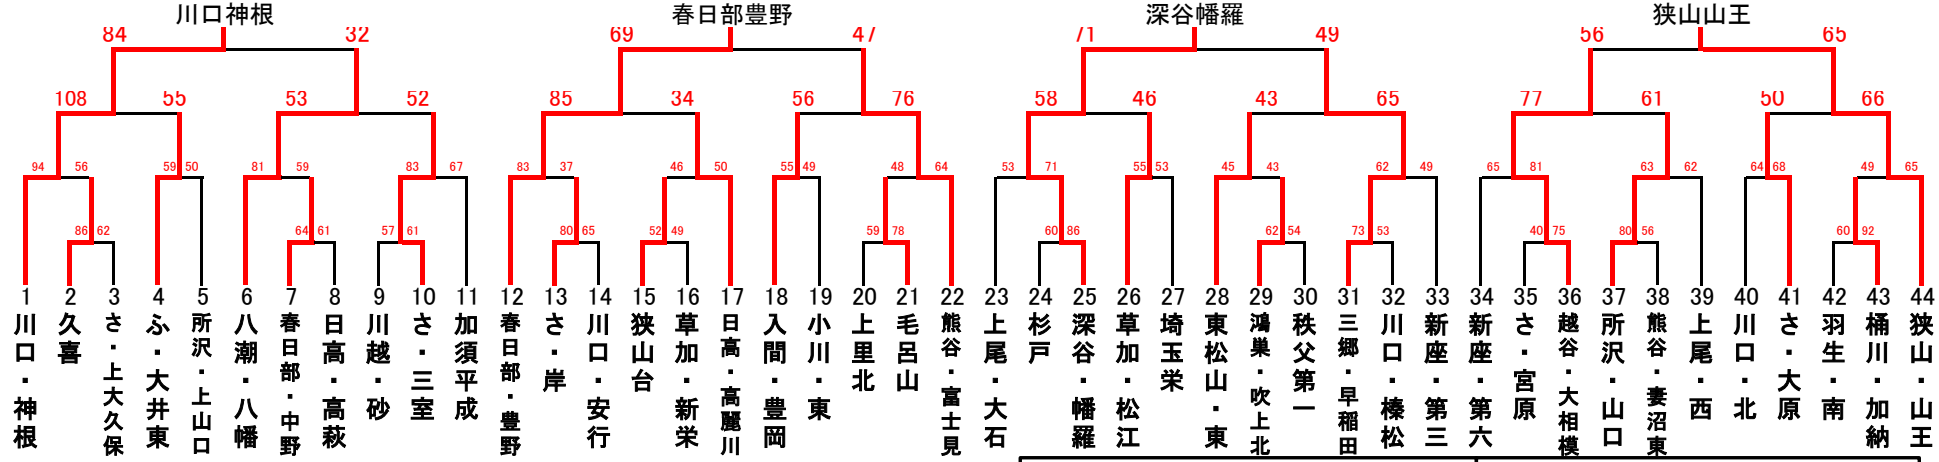 川口神根 春日部豊野 深谷幡羅 狭山山王
84 32 69 47 71 49 56 65
108 55 53 52 85 34 56 76 58 46 43 65 77 61 50 66
94 56 59 50 81 59 83 67 83 37 46 50 55 49 48 64 53 71 55 53 45 43 62 49 65 81 63 62 64 68 49 65
86 62 64 61 57 61 80 65 52 49 59 78 60 86 62 54 73 53 40 75 80 56 60 92
1 2 3 4 5 6 7 8 9 10 11 12 13 14 15 16 17 18 19 20 21 22 23 24 25 26 27 28 29 30 31 32 33 34 35 36 37 38 39 40 41 42 43 44
川口・神根
久喜
さ・上大久保
ふ・大井東
所沢・上山口
八潮・八幡
春日部・中野
日高・高萩
川越・砂
さ・三室
加須平成
春日部・豊野
さ・岸
川口・安行
狭山台
草加・新栄
日高・高麗川
入間・豊岡
小川・東
上里北
毛呂山
熊谷・富士見
上尾・大石
杉戸
深谷・幡羅
草加・松江
埼玉栄
東松山・東
鴻巣・吹上北
秩父第一
三郷・早稲田
川口・榛松
新座・第三
新座・第六
さ・宮原
越谷・大相模
所沢・山口
熊谷・妻沼東
上尾・西
川口・北
さ・大原
羽生・南
桶川・加納
狭山・山王